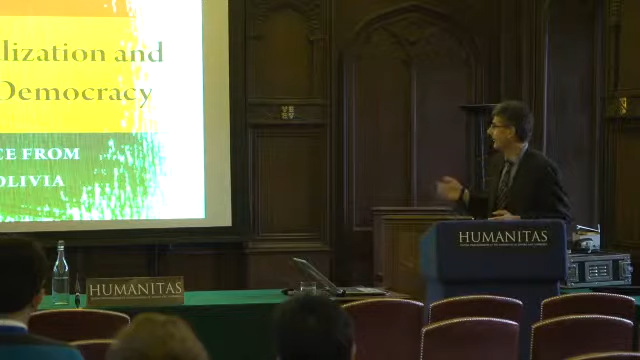 lization and
Democracy
CE FROM
OLIVIA
HUMANITAS
HUMANITAS